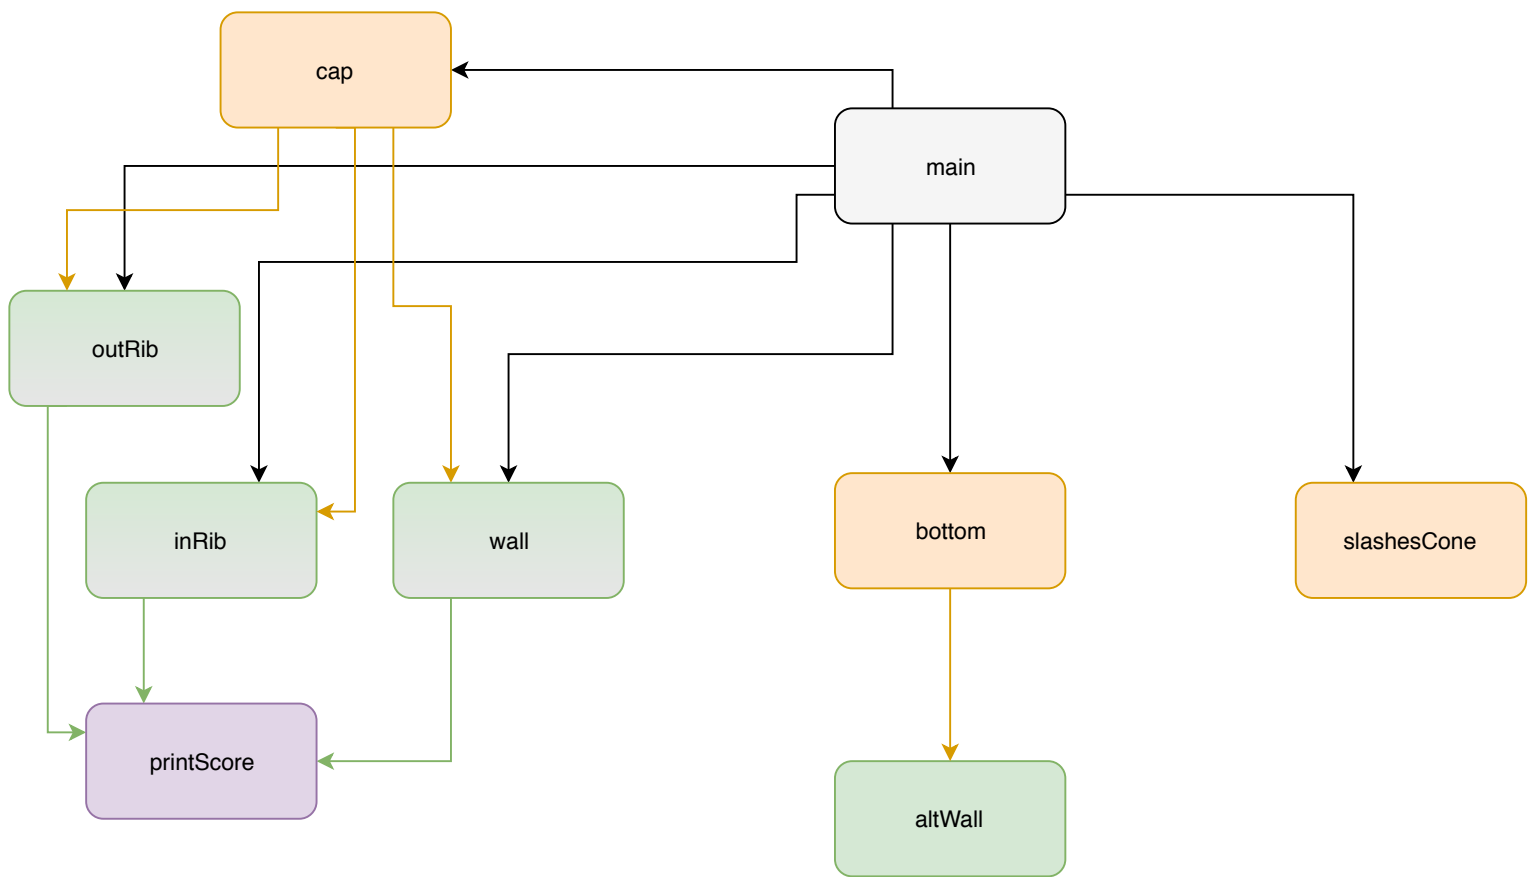 cap
main
outRib
inRib
wall
bottom
slashesCone
printScore
altWall